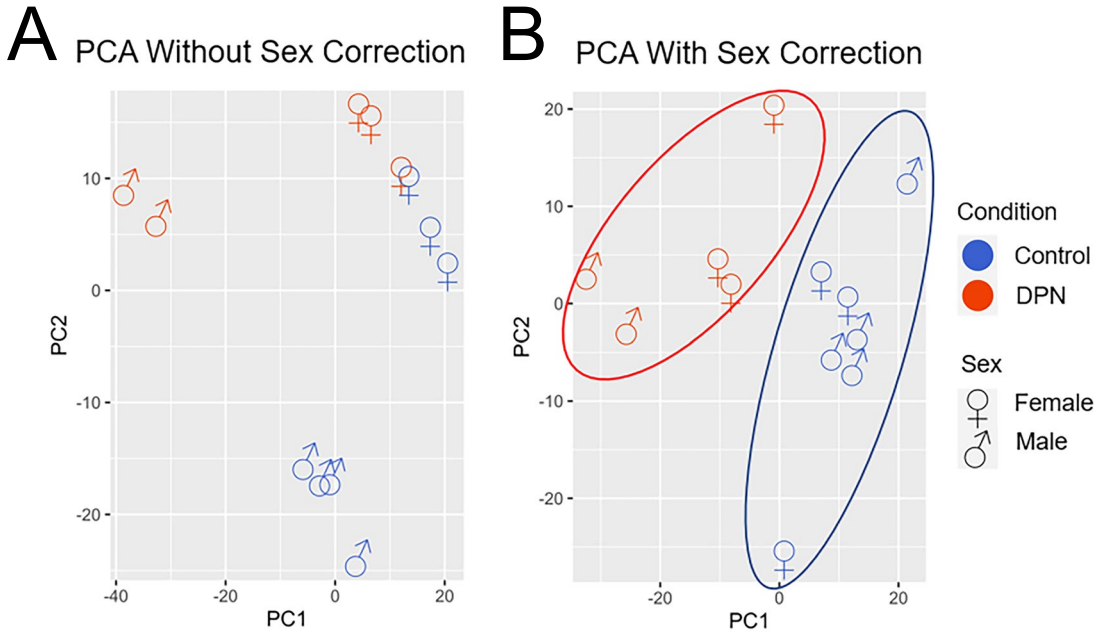 A
PCA Without Sex Correction
10
0
-10
-20
PC2
-40
-20
0
20
PC1
B
PCA With Sex Correction
20
10
0
-10
-20
PC2
-20
0
20
PC1
Condition
Control
DPN
Sex
Female
Male